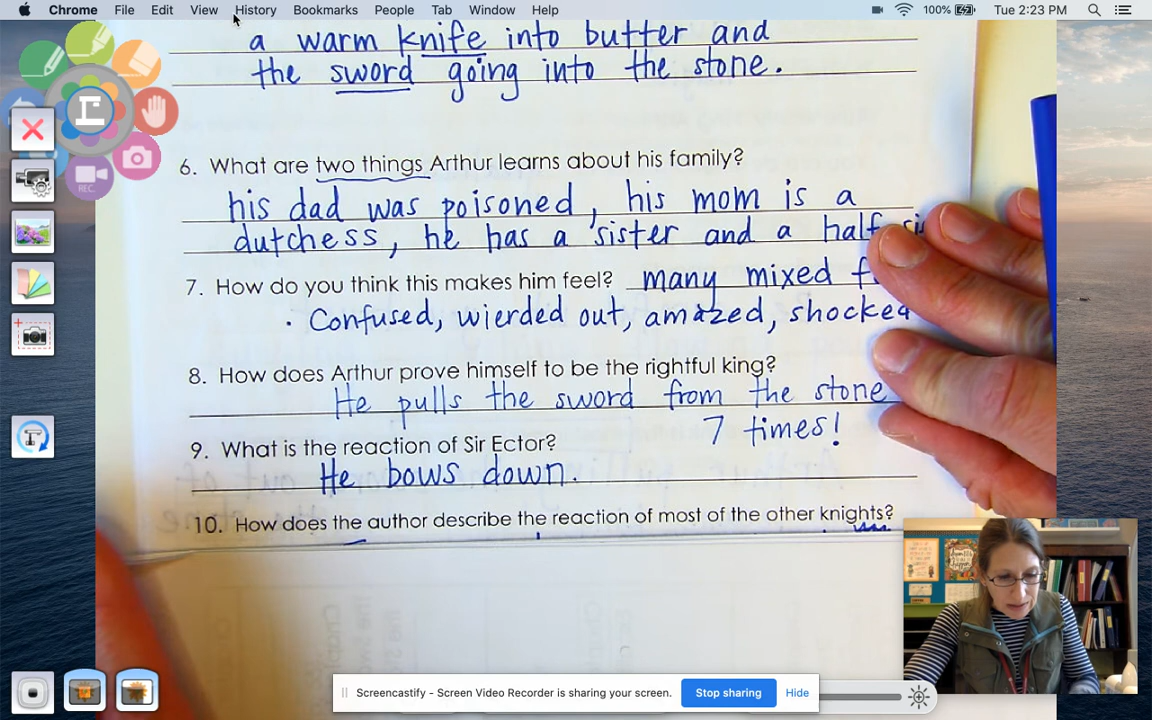 Chrome File Edit View History Bookmarks People Tab Window Help 100% Tue 2:23 PM
a warm knife into butter and
the sword going into the stone.
REC.
6. What are two things Arthur learns about his family?
his dad was poisoned, his mom is a
dutchess, he has a sister and a half si
7. How do you think this makes him feel? many mixed f
. Confused, wierded out, amazed, shocked
8. How does Arthur prove himself to be the rightful king?
He pulls the sword from the stone
7 times!
9. What is the reaction of Sir Ector?
He bows down.
10. How does the author describe the reaction of most of the other knights?
Screencastify - Screen Video Recorder is sharing your screen. Stop sharing Hide